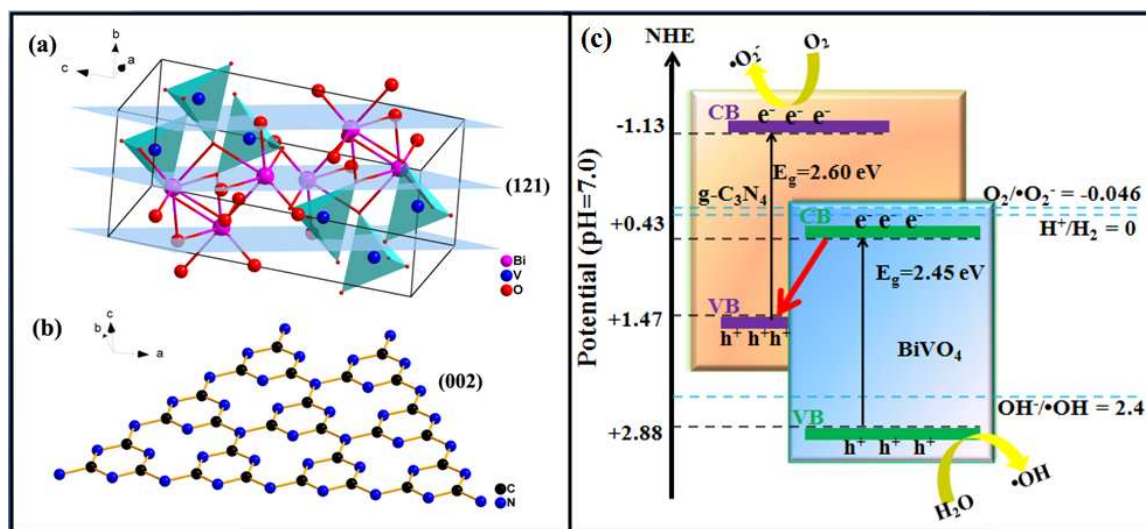 (a)
b
c
a
(121)
Bi
V
O
(b)
c
b
a
(002)
C
N
(c)
NHE
Potential (pH=7.0)
•O₂⁻
O₂
CB
e⁻ e⁻ e⁻
-1.13
E_g=2.60 eV
g-C₃N₄
O₂/•O₂⁻ = -0.046
+0.43
CB
e⁻ e⁻ e⁻
H⁺/H₂ = 0
E_g=2.45 eV
VB
+1.47
h⁺ h⁺h⁺
BiVO₄
VB
OH⁻/•OH = 2.4
+2.88
h⁺ h⁺ h⁺
H₂O
•OH